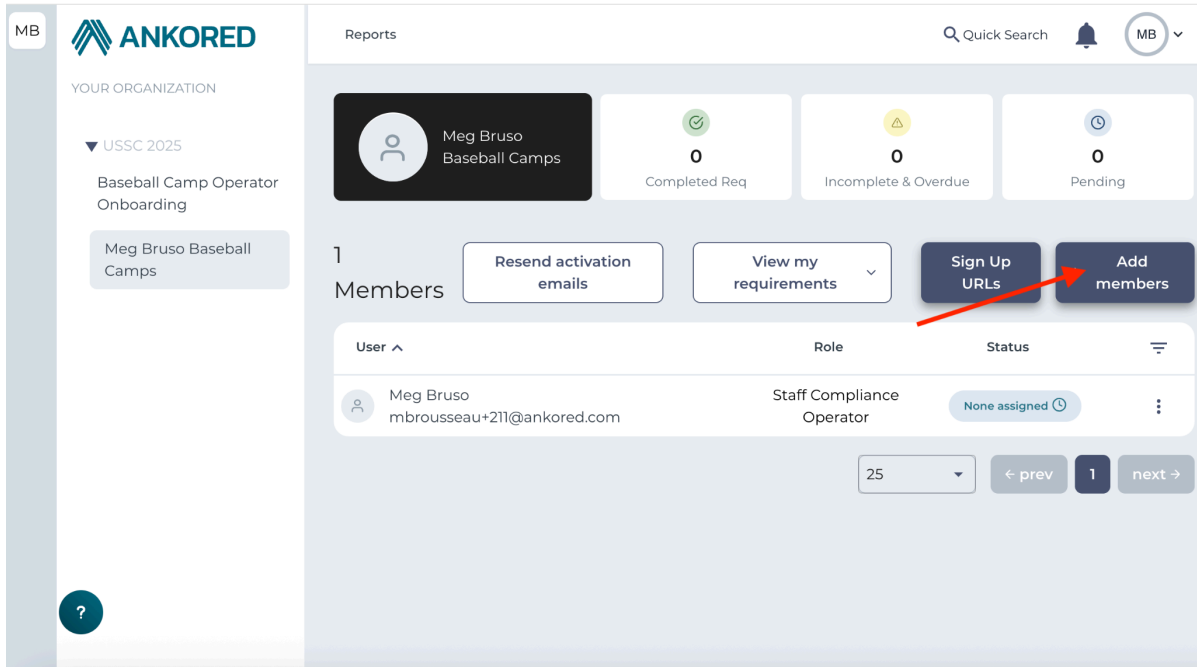 MB
ANKORED
YOUR ORGANIZATION
▼ USSC 2025
Baseball Camp Operator
Onboarding
Meg Bruso Baseball
Camps
Reports
Quick Search
MB
Meg Bruso
Baseball Camps
0
Completed Req
0
Incomplete & Overdue
0
Pending
1
Members
Resend activation
emails
View my
requirements
Sign Up
URLs
Add
members
User
Role
Status
Meg Bruso
mbrousseau+211@ankored.com
Staff Compliance
Operator
None assigned
25
← prev
1
next →
?